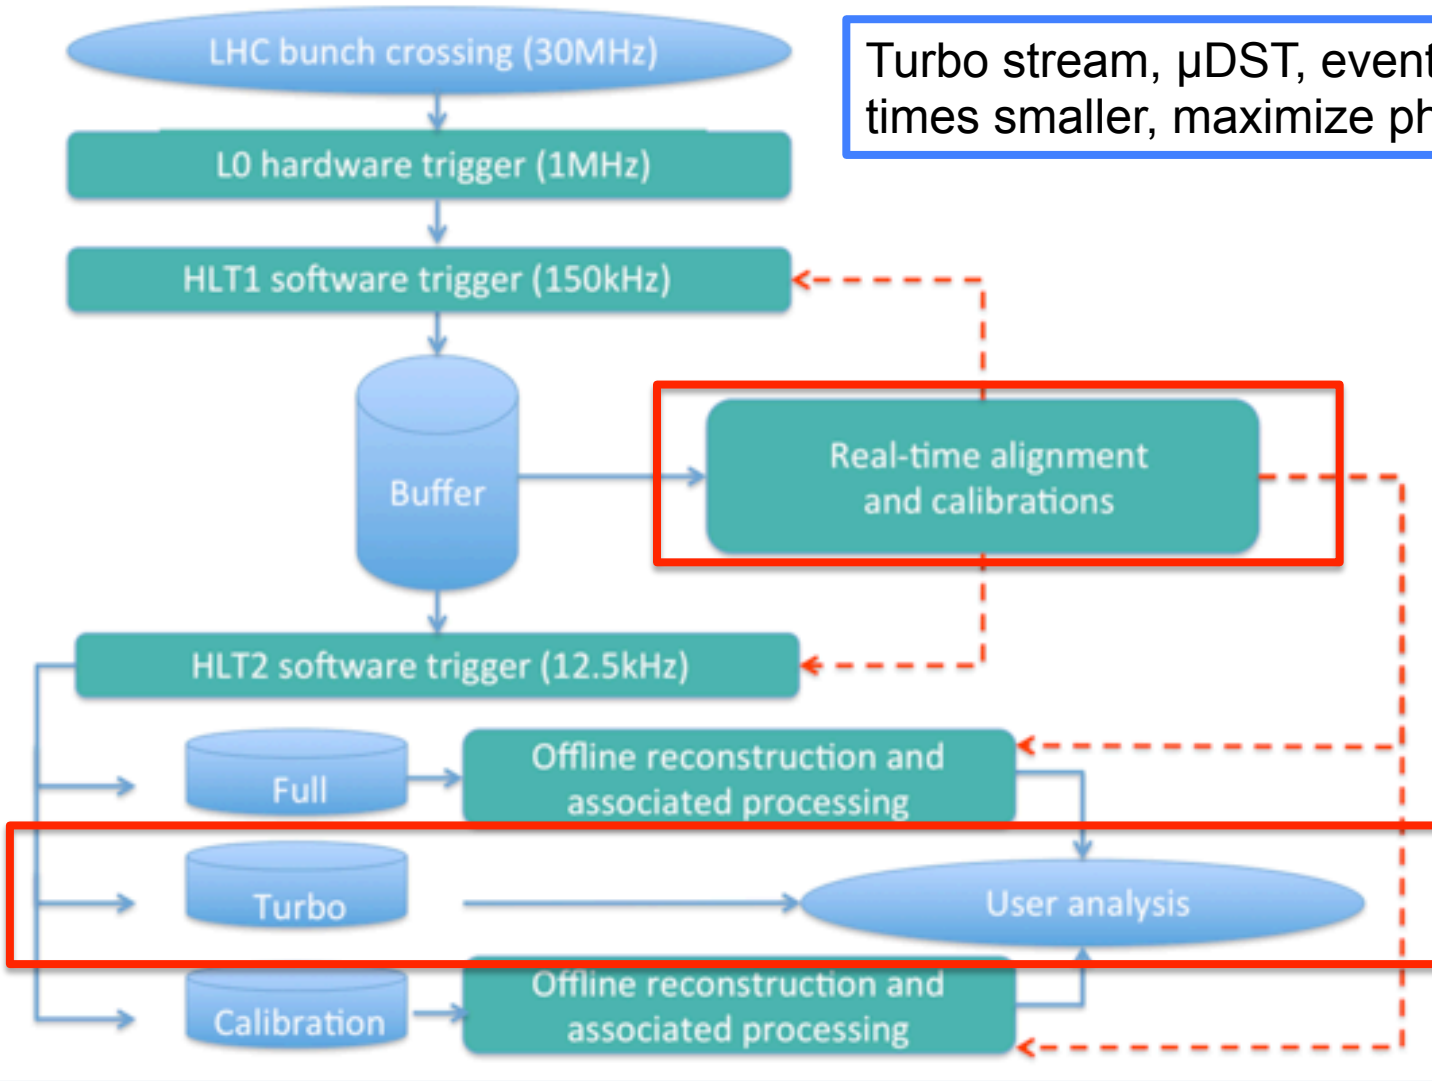 LHC bunch crossing (30MHz)
Turbo stream, μDST, event
times smaller, maximize
L0 hardware trigger (1MHz)
HLT1 software trigger (150kHz)
Real-time alignment
and calibrations
Buffer
HLT2 software trigger (12.5kHz)
Offline reconstruction and
associated processing
Full
Turbo
User analysis
Offline reconstruction and
associated processing
Calibration